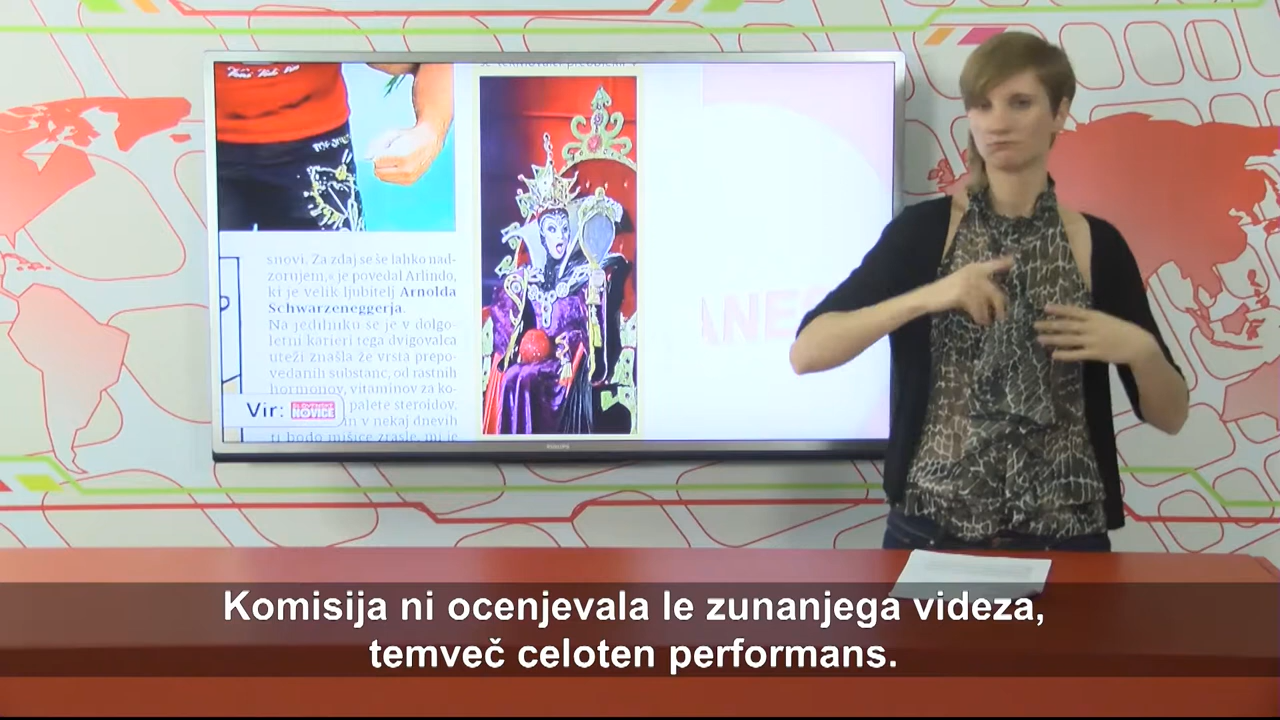 snovi. Za zdaj se še lahko nad-
zorujem,« je povedal Arlindo,
ki je velik ljubitelj Arnolda
Schwarzeneggerja.
Na jedilniku se je v dolgo-
letni karieri tega dvigovalca
uteži znašla že vrsta prepo-
vedanih substanc, od rastnih
hormonov, vitaminov za ko-
palete steroidov,
in v nekaj dnevih
ti bodo mišice zrasle, mi je
Vir: SLOVENSKE NOVICE
ANES
PHILIPS
Komisija ni ocenjevala le zunanjega videza,
temveč celoten performans.